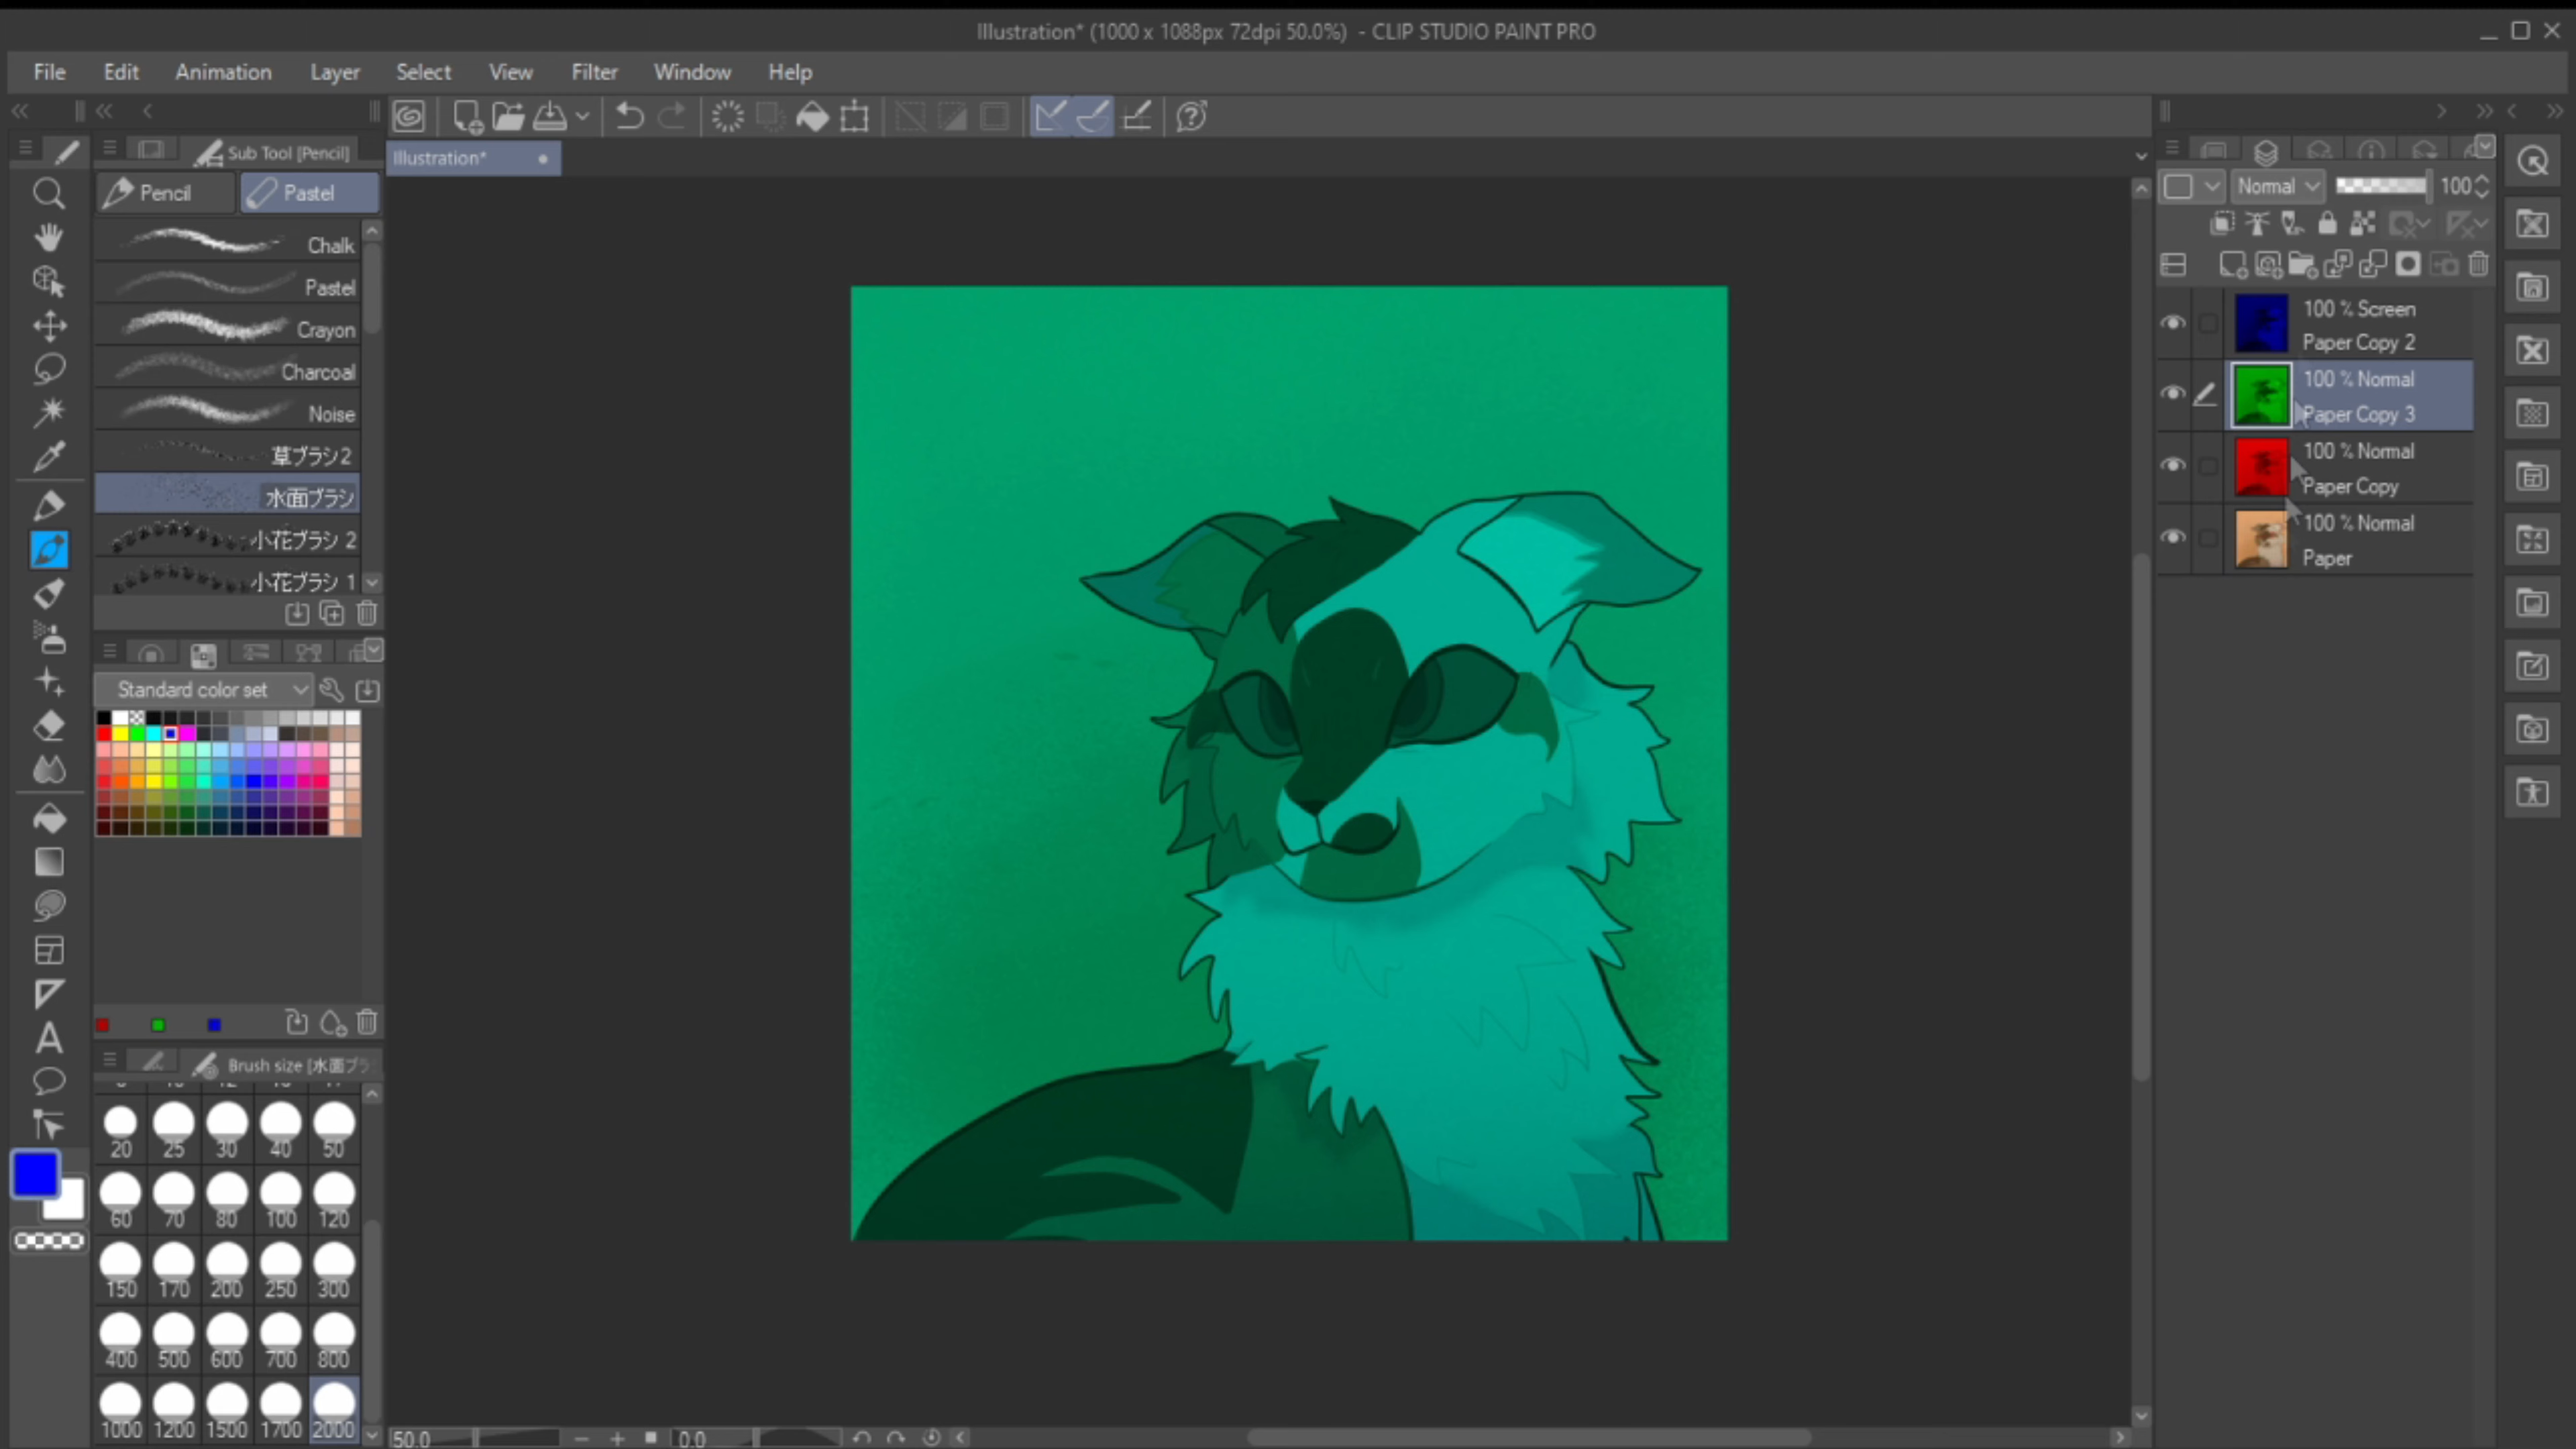 Illustration* (1000 x 1088px 72dpi 50.0%) - CLIP STUDIO PAINT PRO
File Edit Animation Layer Select View Filter Window Help
Sub Tool [Pencil]
Illustration*
Pencil Pastel
Chalk
Pastel
Crayon
Charcoal
Noise
草ブラシ2
水面ブラシ
小花ブラシ 2
小花ブラシ 1
Standard color set
Brush size [水面ブラ
20 25 30 40 50
60 70 80 100 120
150 170 200 250 300
400 500 600 700 800
1000 1200 1500 1700 2000
50.0 0.0
Normal 100
100 % Screen
Paper Copy 2
100 % Normal
Paper Copy 3
100 % Normal
Paper Copy
100 % Normal
Paper